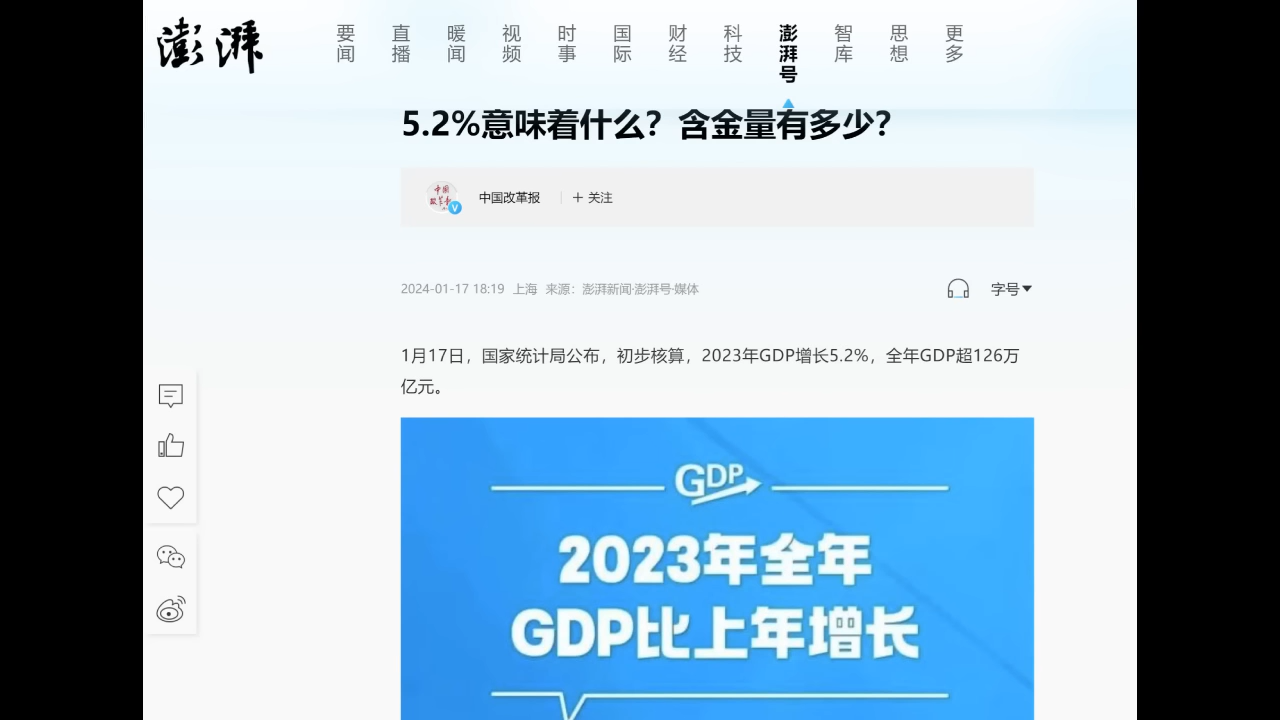 澎湃
要闻
直播
暖闻
视频
时事
国际
财经
科技
澎湃号
智库
思想
更多
5.2%意味着什么？含金量有多少？
中国改革报
+ 关注
2024-01-17 18:19 上海 来源：澎湃新闻·澎湃号·媒体
字号
1月17日，国家统计局公布，初步核算，2023年GDP增长5.2%，全年GDP超126万
亿元。
GDP
2023年全年
GDP比上年增长